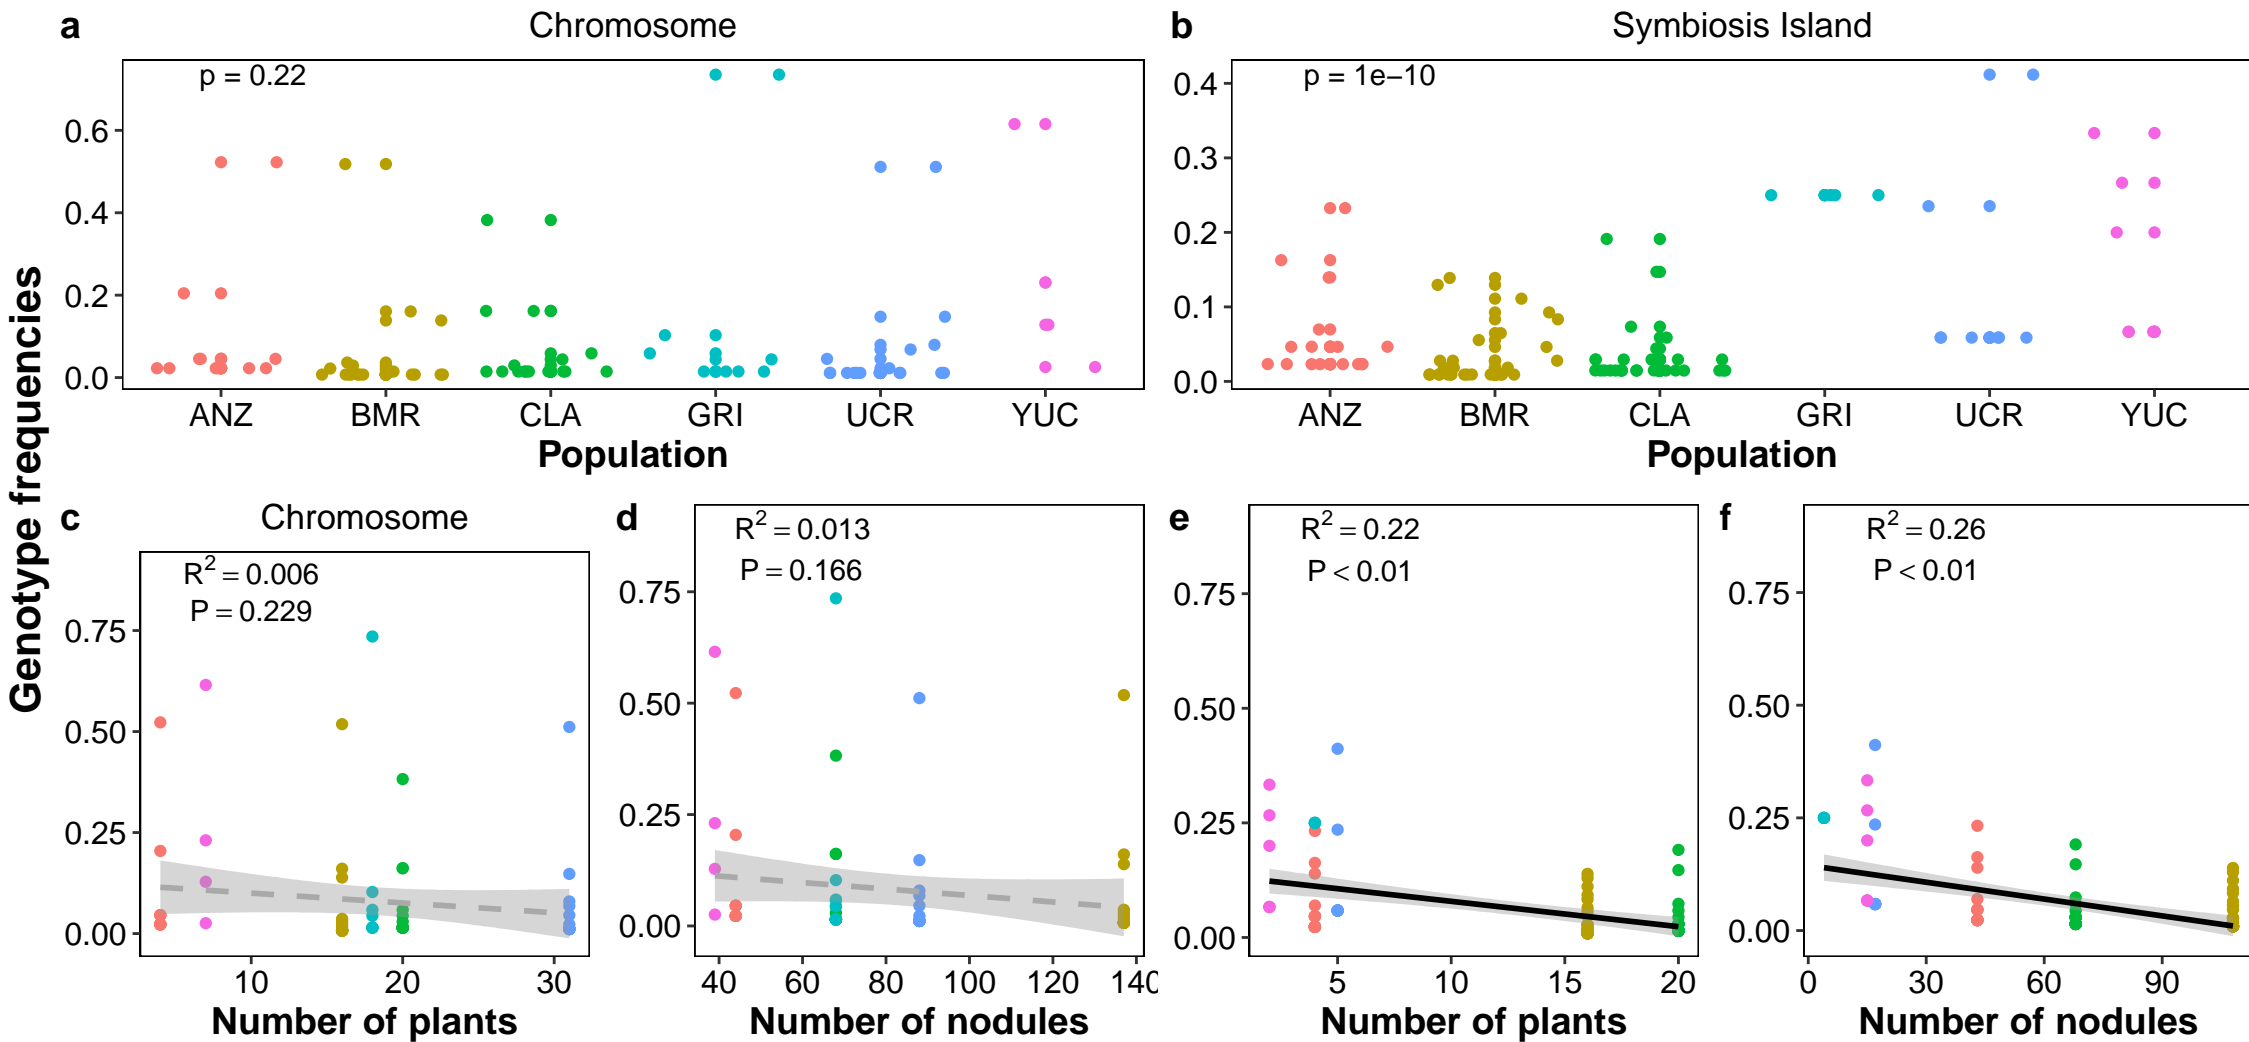 a
Chromosome
b
Symbiosis Island
Genotype frequencies
p = 0.22
0.6
0.4
0.2
0.0
ANZ BMR CLA GRI UCR YUC
Population
p = 1e−10
0.4
0.3
0.2
0.1
0.0
ANZ BMR CLA GRI UCR YUC
Population
c
Chromosome
R² = 0.006
P = 0.229
0.75
0.50
0.25
0.00
10 20 30
Number of plants
d
R² = 0.013
P = 0.166
0.75
0.50
0.25
0.00
40 60 80 100 120 140
Number of nodules
e
R² = 0.22
P < 0.01
0.75
0.50
0.25
0.00
5 10 15 20
Number of plants
f
R² = 0.26
P < 0.01
0.75
0.50
0.25
0.00
0 30 60 90
Number of nodules